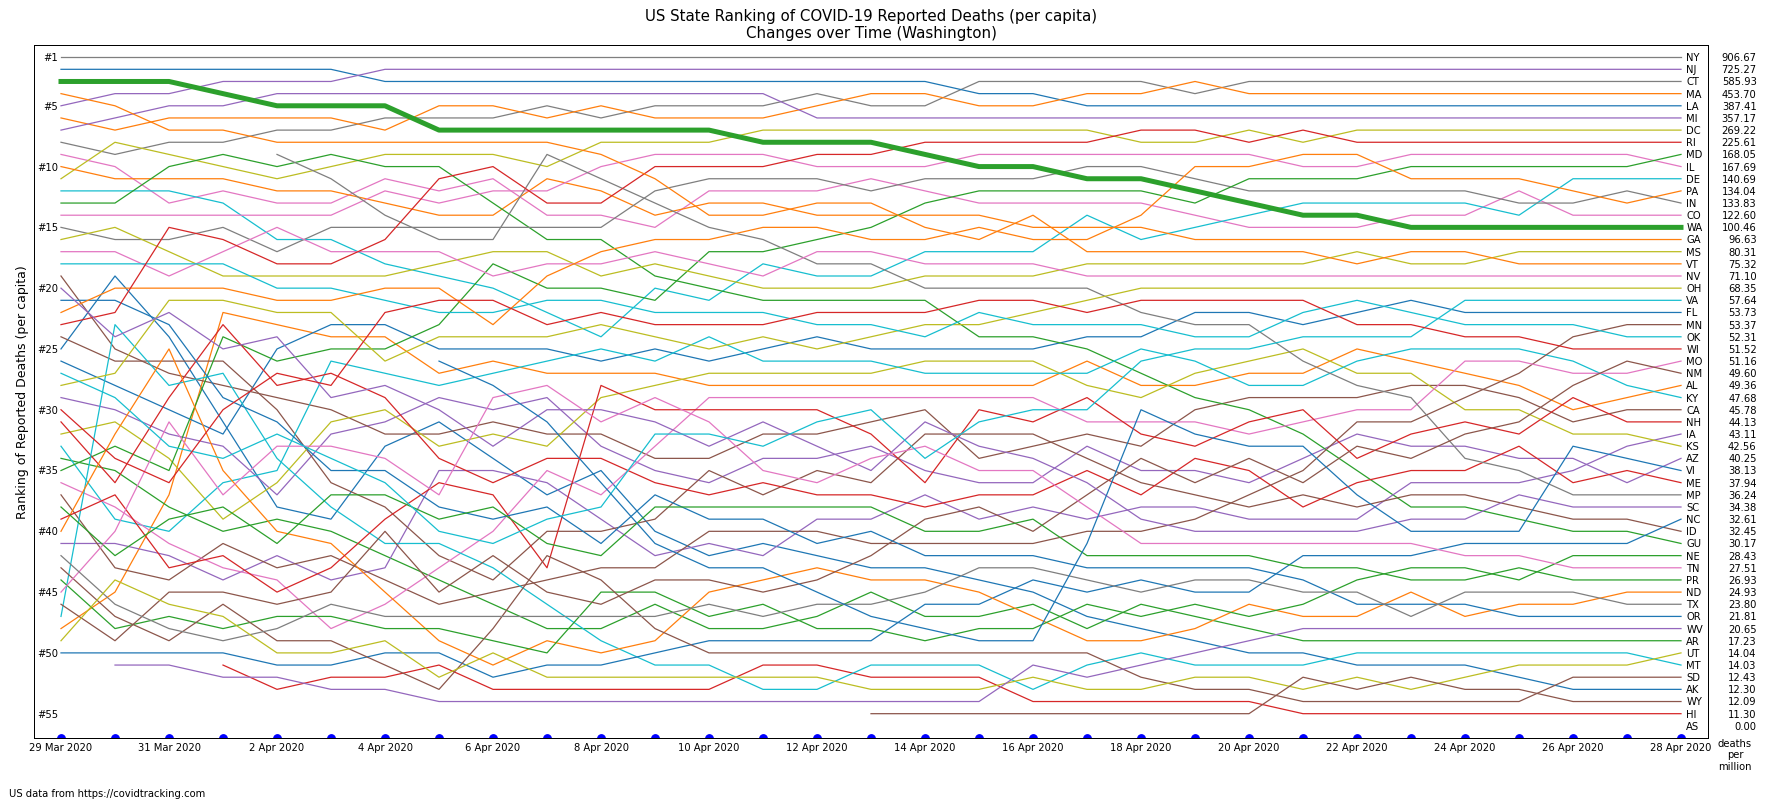 US State Ranking of COVID-19 Reported Deaths (per capita)
Changes over Time (Washington)
Ranking of Reported Deaths (per capita)
#1
#5
#10
#15
#20
#25
#30
#35
#40
#45
#50
#55
NY 906.67
NJ 725.27
CT 585.93
MA 453.70
LA 387.41
MI 357.17
DC 269.22
RI 225.61
MD 168.05
IL 167.69
DE 140.69
PA 134.04
IN 133.83
CO 122.60
WA 100.46
GA 96.63
MS 80.31
VT 75.32
NV 71.10
OH 68.35
VA 57.64
FL 53.73
MN 53.37
OK 52.31
WI 51.52
MO 51.16
NM 49.60
AL 49.36
KY 47.68
CA 45.78
NH 44.13
IA 43.11
KS 42.56
AZ 40.25
VI 38.13
ME 37.94
MP 36.24
SC 34.38
NC 32.61
ID 32.45
GU 30.17
NE 28.43
TN 27.51
PR 26.93
ND 24.93
TX 23.80
OR 21.81
WV 20.65
AR 17.23
UT 14.04
MT 14.03
SD 12.43
AK 12.30
WY 12.09
HI 11.30
AS 0.00
29 Mar 2020 31 Mar 2020 2 Apr 2020 4 Apr 2020 6 Apr 2020 8 Apr 2020 10 Apr 2020 12 Apr 2020 14 Apr 2020 16 Apr 2020 18 Apr 2020 20 Apr 2020 22 Apr 2020 24 Apr 2020 26 Apr 2020 28 Apr 2020
deaths
per
million
US data from https://covidtracking.com